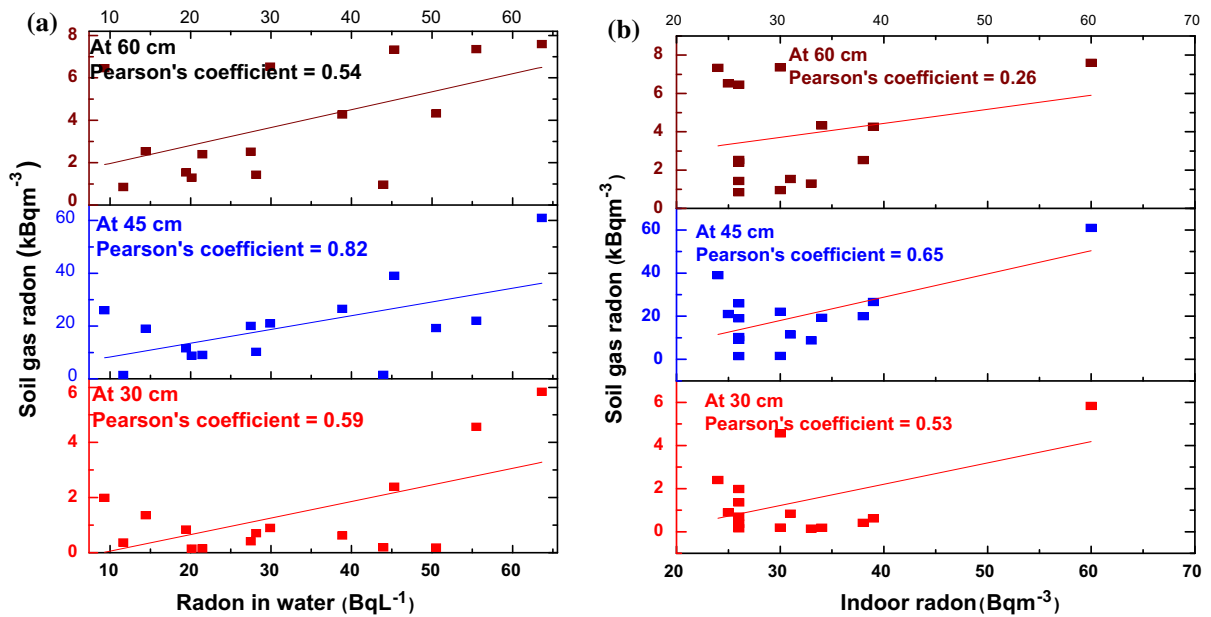 (a)
10 20 30 40 50 60
At 60 cm
Pearson's coefficient = 0.54
8
6
4
2
0
At 45 cm
Pearson's coefficient = 0.82
60
40
20
0
At 30 cm
Pearson's coefficient = 0.59
6
4
2
0
10 20 30 40 50 60
Radon in water (BqL⁻¹)
Soil gas radon (kBqm⁻³)
(b)
20 30 40 50 60 70
At 60 cm
Pearson's coefficient = 0.26
8
6
4
2
0
At 45 cm
Pearson's coefficient = 0.65
60
40
20
0
At 30 cm
Pearson's coefficient = 0.53
6
4
2
0
20 30 40 50 60 70
Indoor radon(Bqm⁻³)
Soil gas radon (kBqm⁻³)